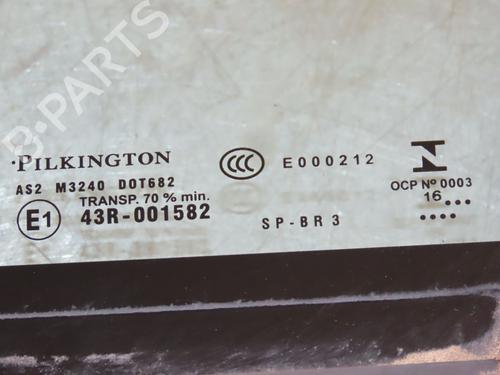 B-PARTS
PILKINGTON
CCC E000212
AS2 M3240 DOT682
TRANSP. 70 % min.
OCP Nº 0003
E1 43R-001582
16
SP-BR 3